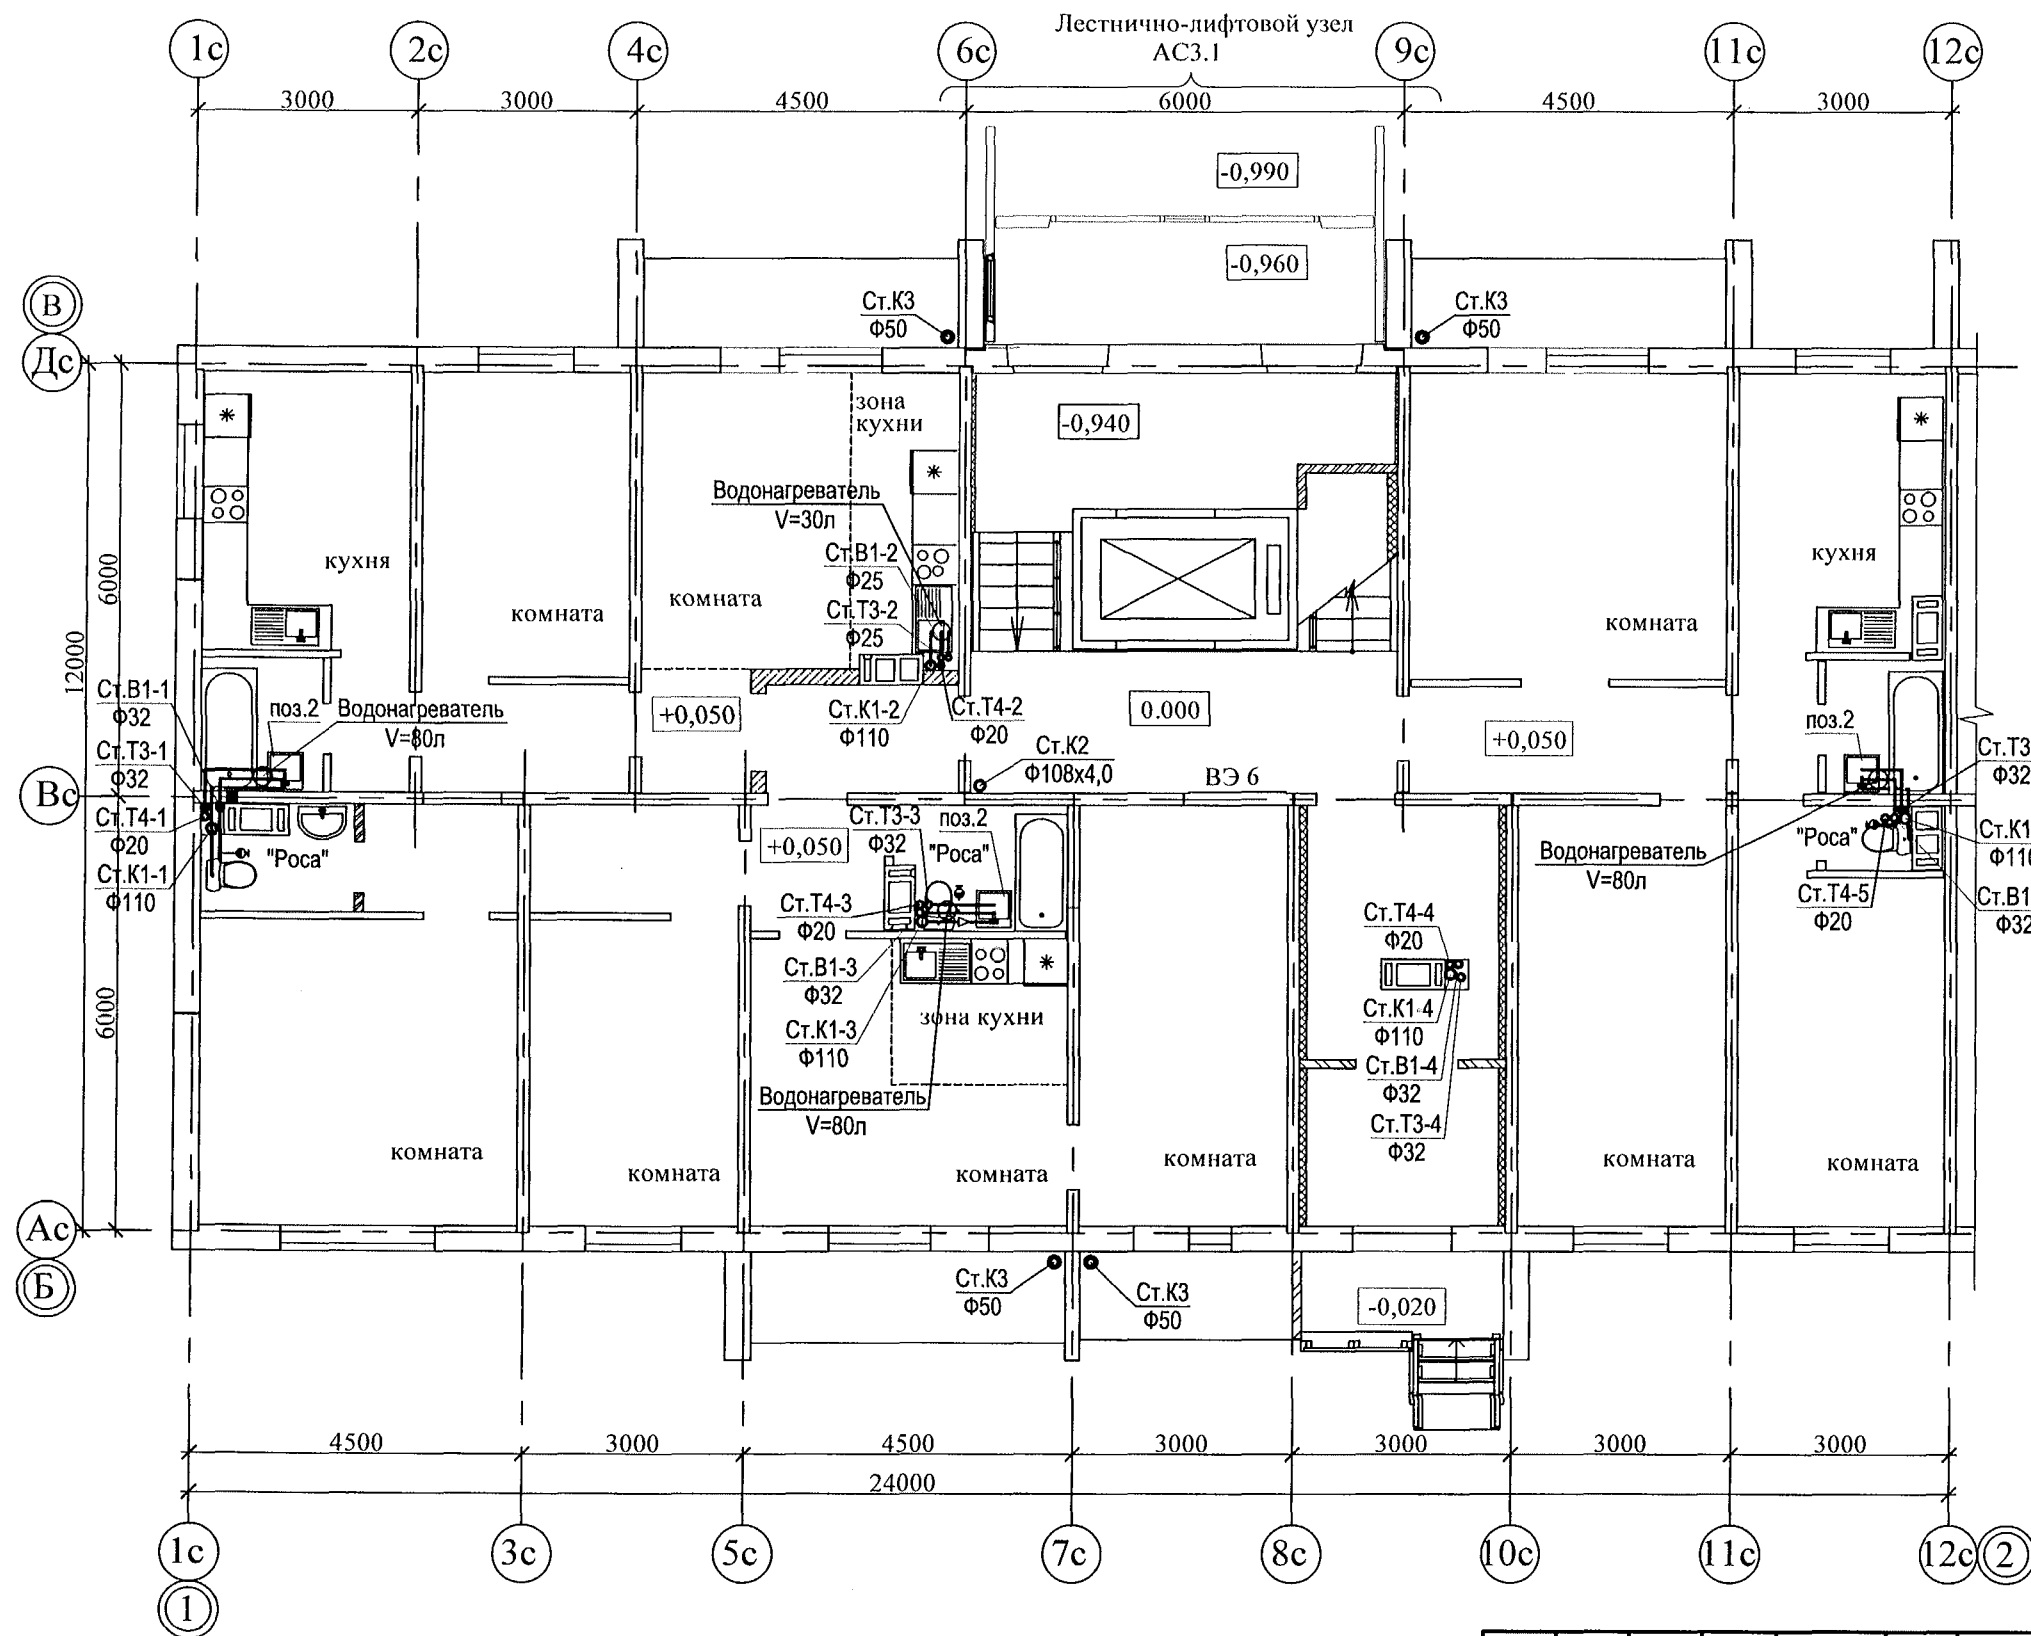 Лестнично-лифтовой узел
АС3.1
1с
2с
4с
6с
9с
11с
12с
3000
3000
4500
6000
4500
3000
-0,990
-0,960
В
Дс
Ст.К3
Ф50
Ст.К3
Ф50
зона
кухни
-0,940
Водонагреватель
V=30л
Ст.В1-2
Ф25
Ст.Т3-2
Ф25
кухня
комната
комната
кухня
комната
6000
12000
Ст.В1-1
Ф32
поз.2
Водонагреватель
V=80л
+0,050
Ст.К1-2
Ф110
Ст.Т4-2
Ф20
0.000
+0,050
поз.2
Ст.Т3-1
Ф32
Ст.К2
Ф108х4,0
ВЭ 6
Ст.Т3
Ф32
Вс
Ст.Т4-1
Ф20
"Роса"
Ст.К1-1
Ф110
+0,050
Ст.Т3-3
Ф32
поз.2
"Роса"
Водонагреватель
V=80л
"Роса"
Ст.К1
Ф110
Ст.Т4-5
Ф20
Ст.В1
Ф32
Ст.Т4-3
Ф20
Ст.Т4-4
Ф20
Ст.В1-3
Ф32
Ст.К1-3
Ф110
зона кухни
Ст.К1-4
Ф110
Ст.В1-4
Ф32
Ст.Т3-4
Ф32
6000
Водонагреватель
V=80л
комната
комната
комната
комната
комната
комната
Ас
Б
Ст.К3
Ф50
Ст.К3
Ф50
-0,020
4500
3000
4500
3000
3000
3000
3000
24000
1с
3с
5с
7с
8с
10с
11с
12с
2
1